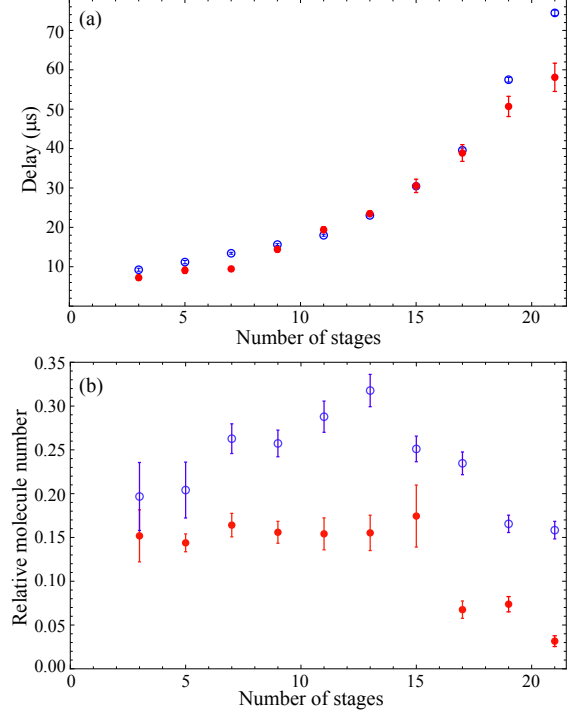 (a)
70
60
50
40
30
20
10
Delay (μs)
0 5 10 15 20
Number of stages
(b)
0.35
0.30
0.25
0.20
0.15
0.10
0.05
0.00
Relative molecule number
0 5 10 15 20
Number of stages